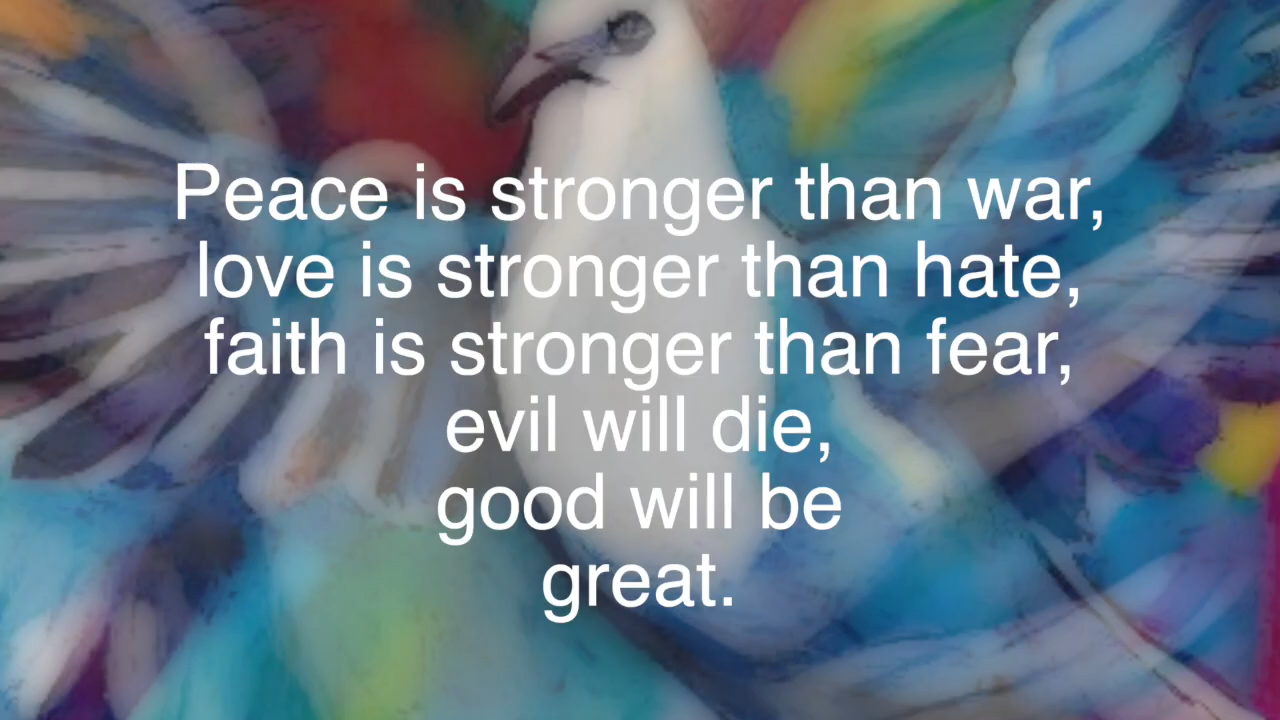 Peace is stronger than war,
love is stronger than hate,
faith is stronger than fear,
evil will die,
good will be
great.